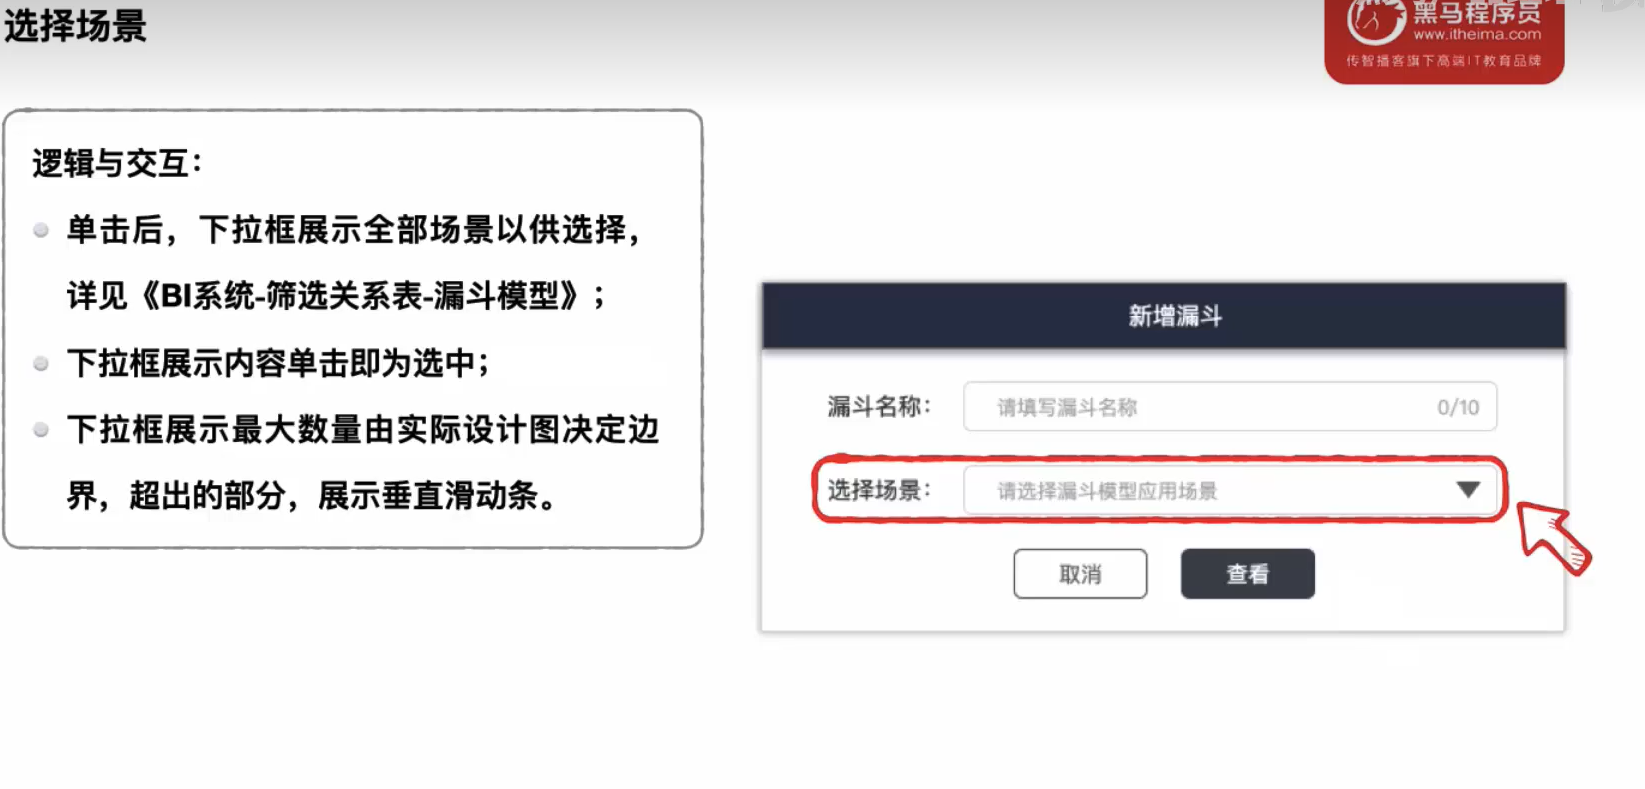 选择场景
黑马程序员
www.itheima.com
传智播客旗下高端IT教育品牌
逻辑与交互：
单击后，下拉框展示全部场景以供选择，
详见《BI系统-筛选关系表-漏斗模型》；
下拉框展示内容单击即为选中；
下拉框展示最大数量由实际设计图决定边
界，超出的部分，展示垂直滑动条。
新增漏斗
漏斗名称：
请填写漏斗名称
0/10
选择场景：
请选择漏斗模型应用场景
取消
查看